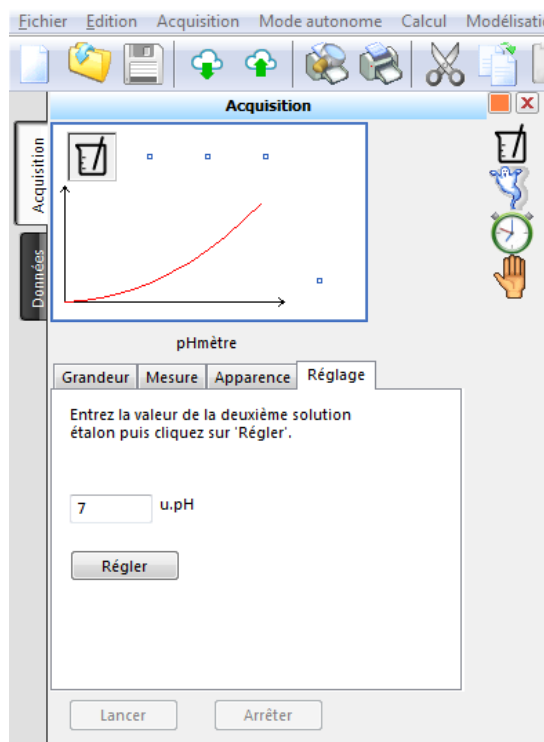 Fichier Edition Acquisition Mode autonome Calcul Modélisati
Acquisition
Acquisition
Données
pHmètre
Grandeur Mesure Apparence Réglage
Entrez la valeur de la deuxième solution
étalon puis cliquez sur 'Régler'.
7 u.pH
Régler
Lancer Arrêter